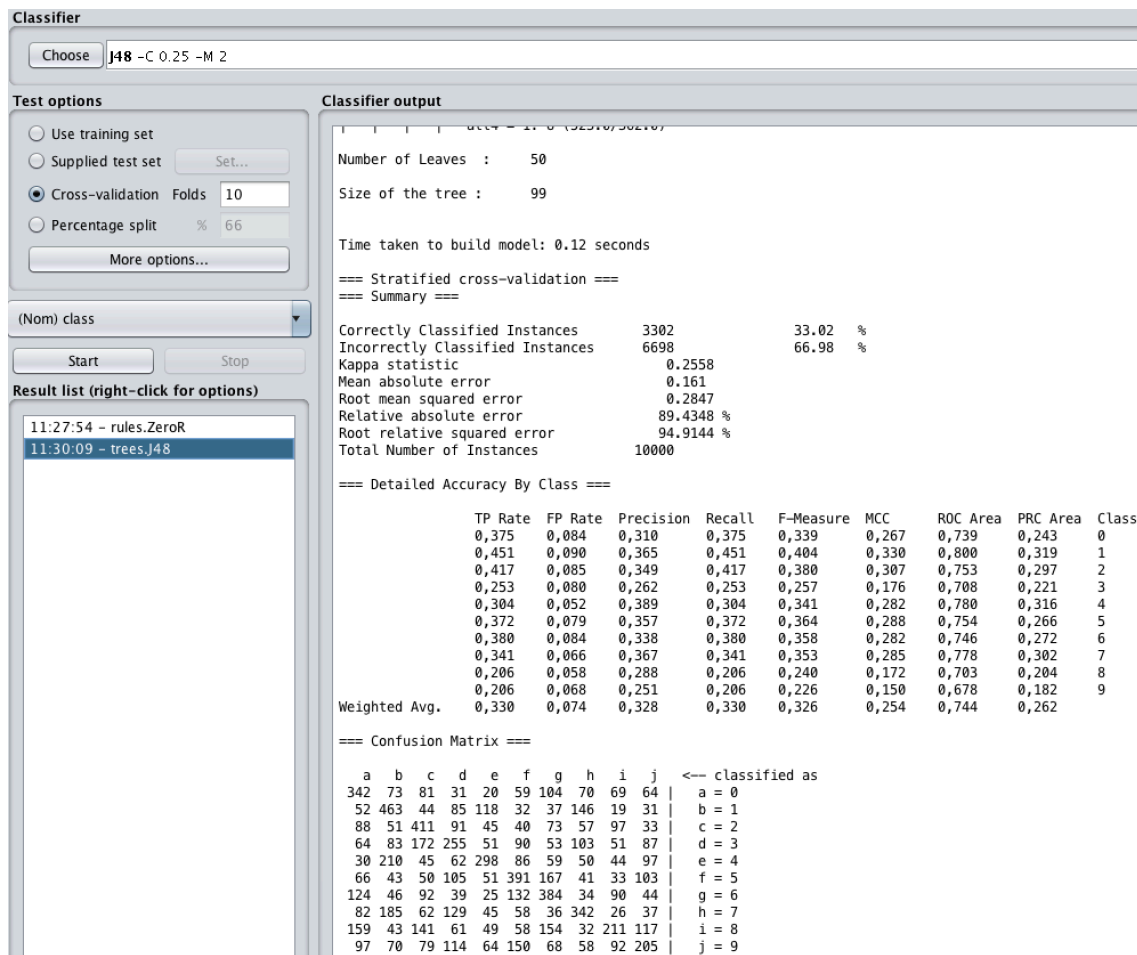 Classifier
Choose J48 -C 0.25 -M 2
Test options
Use training set
Supplied test set Set...
Cross-validation Folds 10
Percentage split % 66
More options...
(Nom) class
Start Stop
Result list (right-click for options)
11:27:54 - rules.ZeroR
11:30:09 - trees.J48
Classifier output
Number of Leaves : 50
Size of the tree : 99
Time taken to build model: 0.12 seconds
=== Stratified cross-validation ===
=== Summary ===
Correctly Classified Instances 3302 33.02 %
Incorrectly Classified Instances 6698 66.98 %
Kappa statistic 0.2558
Mean absolute error 0.161
Root mean squared error 0.2847
Relative absolute error 89.4348 %
Root relative squared error 94.9144 %
Total Number of Instances 10000
=== Detailed Accuracy By Class ===
TP Rate FP Rate Precision Recall F-Measure MCC ROC Area PRC Area Class
0,375 0,084 0,310 0,375 0,339 0,267 0,739 0,243 0
0,451 0,090 0,365 0,451 0,404 0,330 0,800 0,319 1
0,417 0,085 0,349 0,417 0,380 0,307 0,753 0,297 2
0,253 0,080 0,262 0,253 0,257 0,176 0,708 0,221 3
0,304 0,052 0,389 0,304 0,341 0,282 0,780 0,316 4
0,372 0,079 0,357 0,372 0,364 0,288 0,754 0,266 5
0,380 0,084 0,338 0,380 0,358 0,282 0,746 0,272 6
0,341 0,066 0,367 0,341 0,353 0,285 0,778 0,302 7
0,206 0,058 0,288 0,206 0,240 0,172 0,703 0,204 8
0,206 0,068 0,251 0,206 0,226 0,150 0,678 0,182 9
Weighted Avg. 0,330 0,074 0,328 0,330 0,326 0,254 0,744 0,262
=== Confusion Matrix ===
a b c d e f g h i j <-- classified as
342 73 81 31 20 59 104 70 69 64 | a = 0
52 463 44 85 118 32 37 146 19 31 | b = 1
88 51 411 91 45 40 73 57 97 33 | c = 2
64 83 172 255 51 90 53 103 51 87 | d = 3
30 210 45 62 298 86 59 50 44 97 | e = 4
66 43 50 105 51 391 167 41 33 103 | f = 5
124 46 92 39 25 132 384 34 90 44 | g = 6
82 185 62 129 45 58 36 342 26 37 | h = 7
159 43 141 61 49 58 154 32 211 117 | i = 8
97 70 79 114 64 150 68 58 92 205 | j = 9